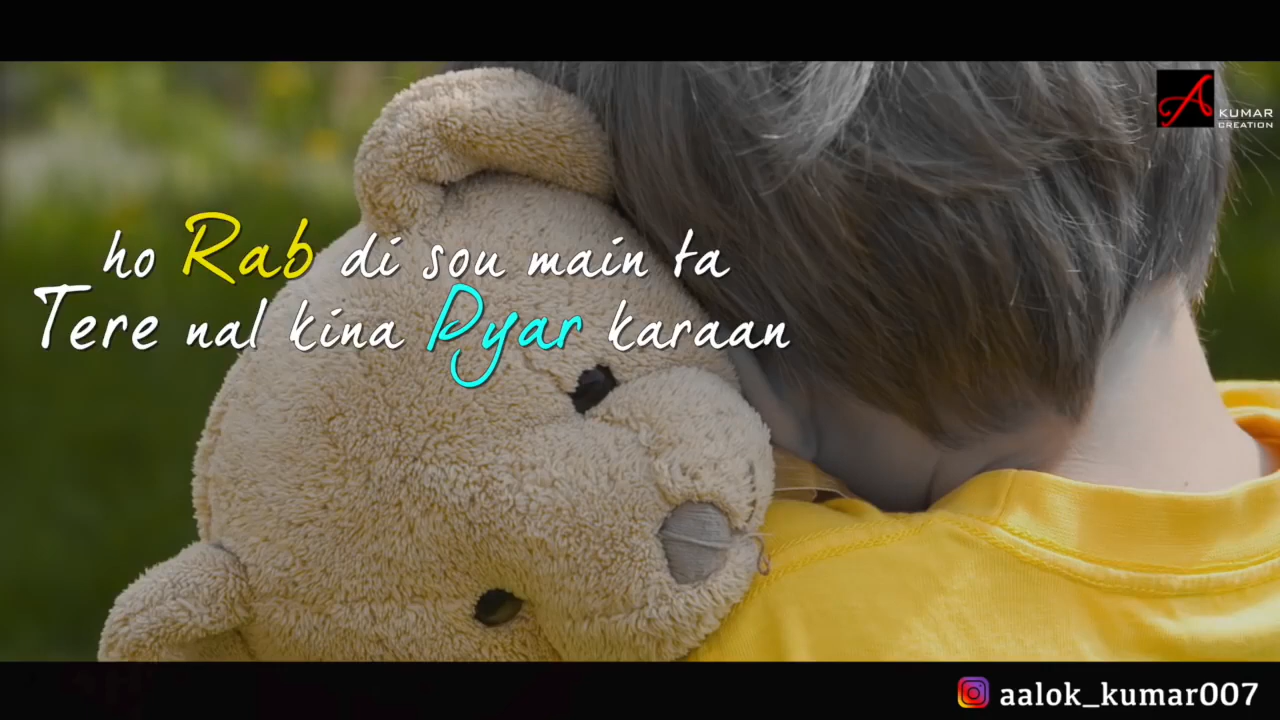 A KUMAR
CREATION
ho Rab di sou main ta
Tere nal kina Pyar karaan
aalok_kumar007